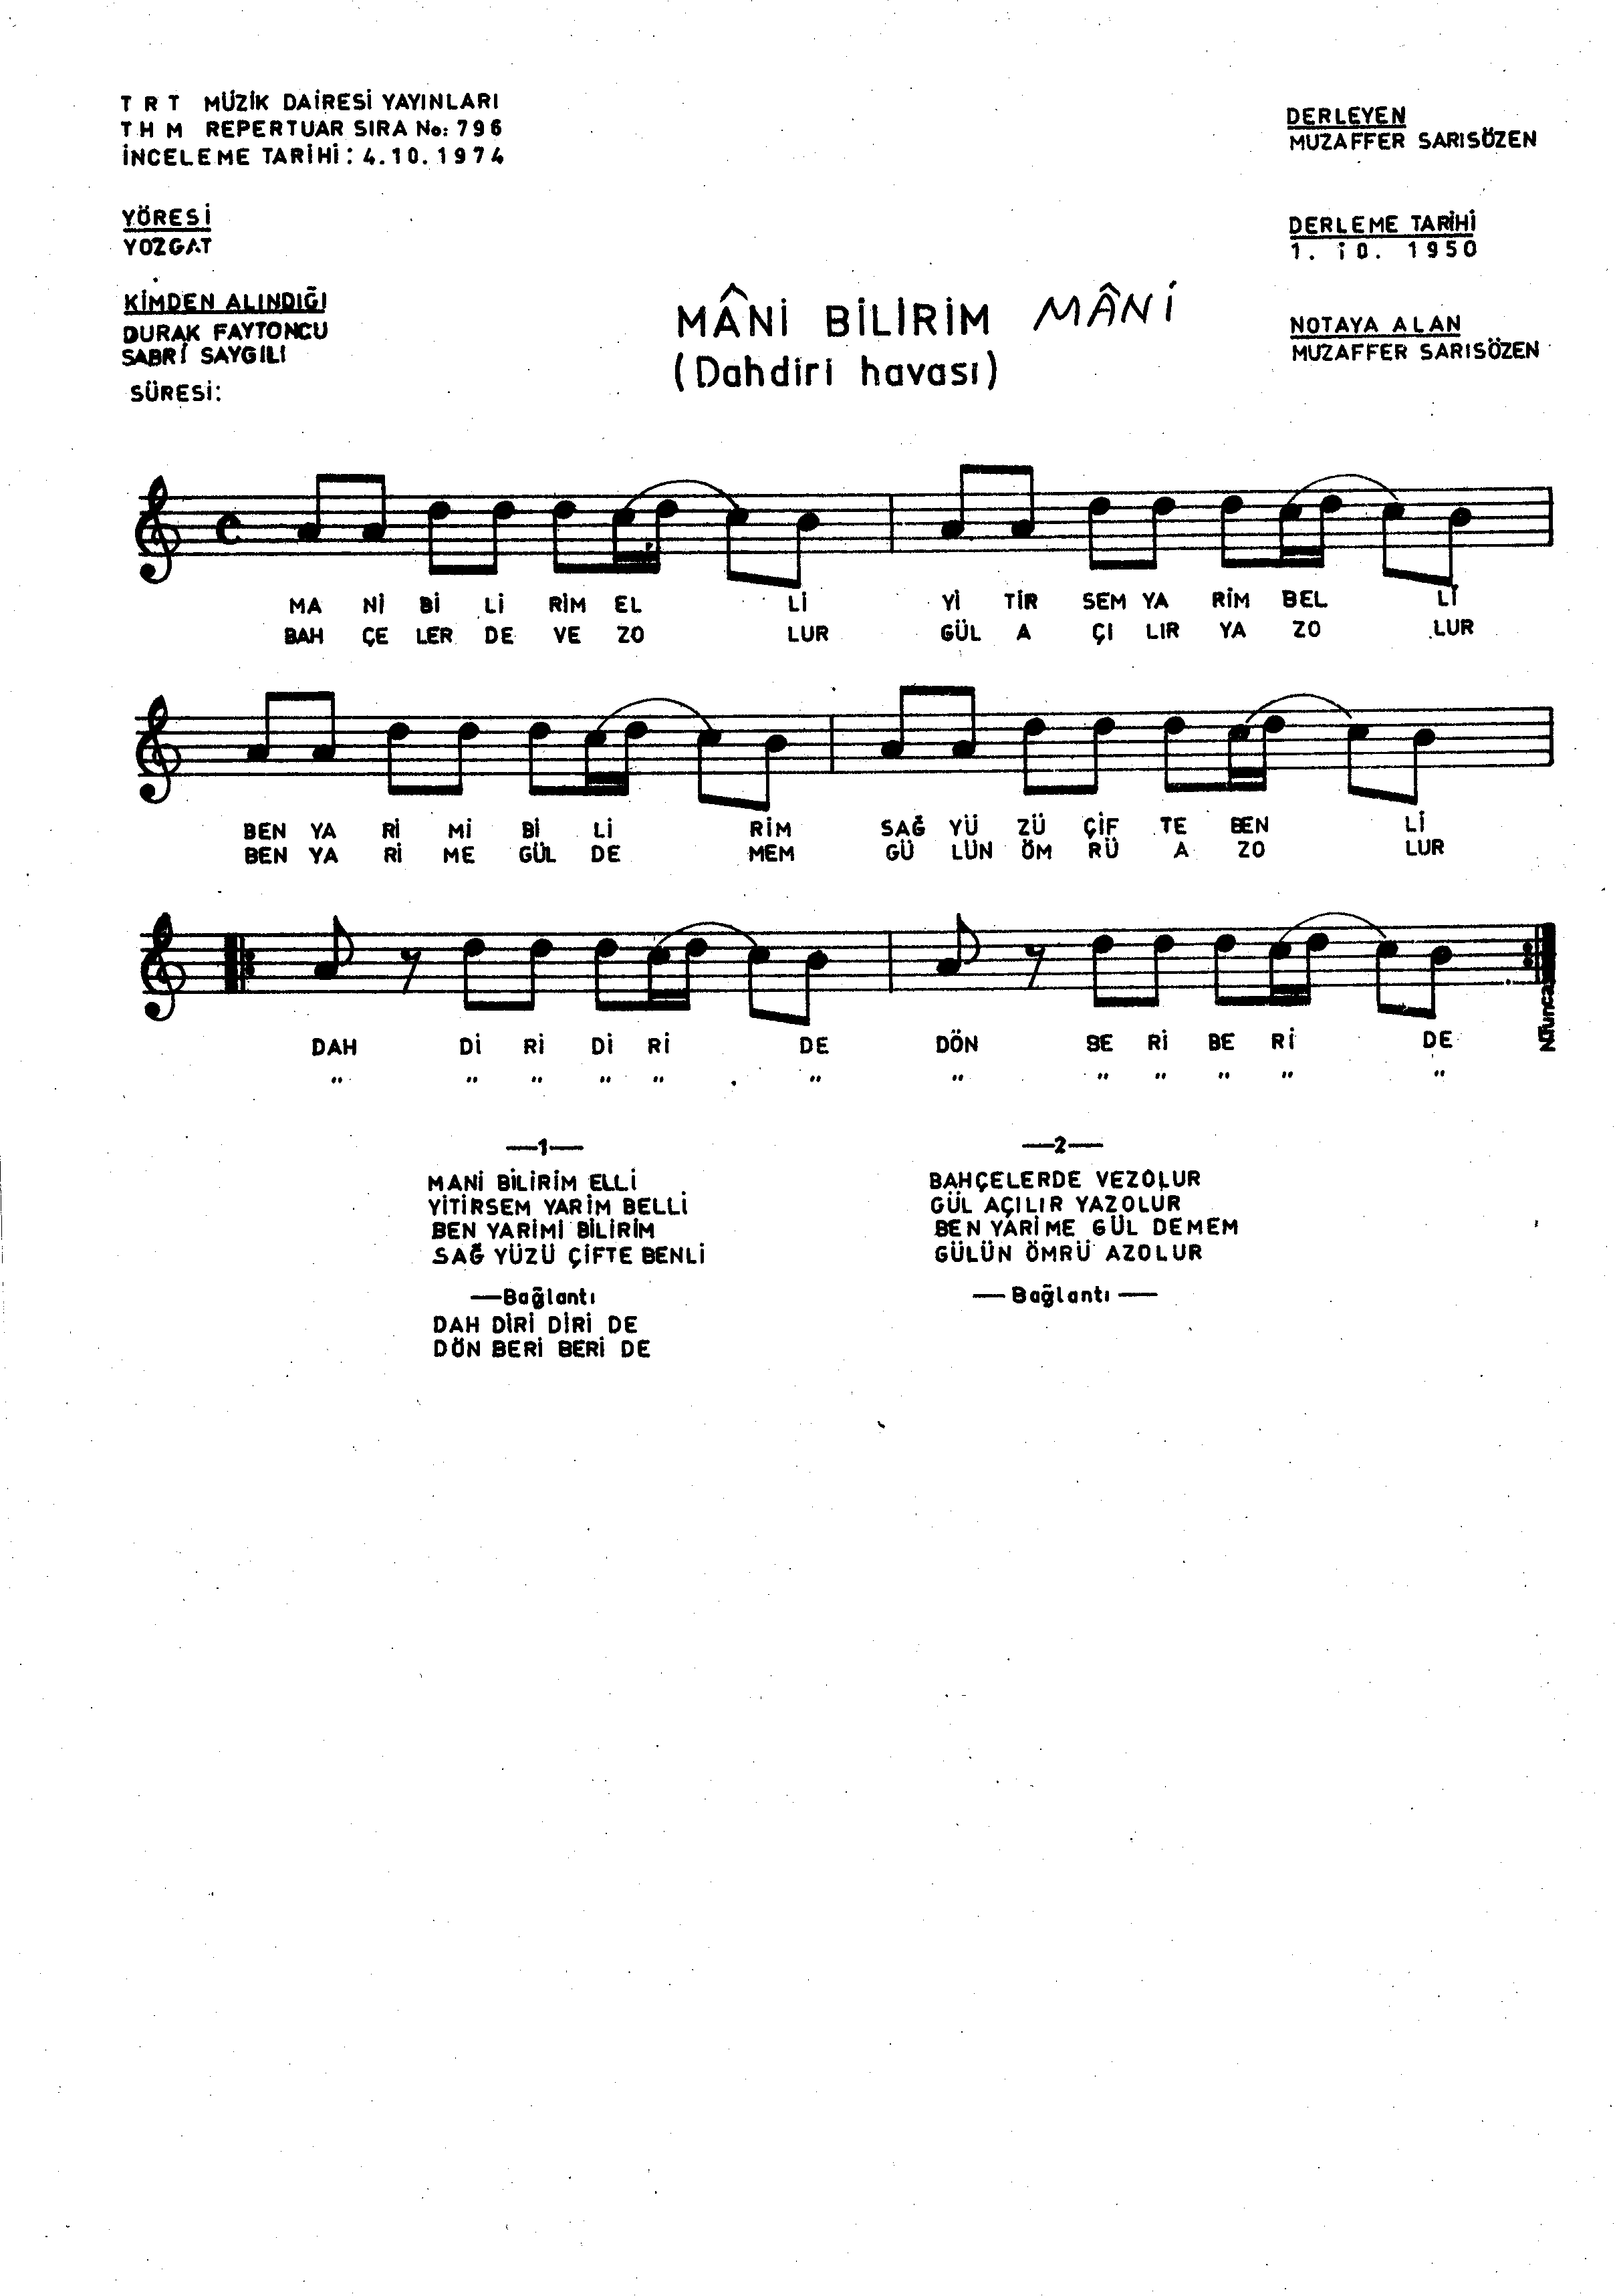 T R T MÜZİK DAİRESİ YAYINLARI
T H M REPERTUAR SIRA No: 796
İNCELEME TARİHİ: 4.10.1974
DERLEYEN
MUZAFFER SARISÖZEN
YÖRESİ
YOZGAT
DERLEME TARİHİ
1. 10. 1950
KİMDEN ALINDIĞI
DURAK FAYTONCU
SABRİ SAYGILI
SÜRESİ:
MÂNİ BİLİRİM MÂNİ
(Dahdiri havası)
NOTAYA ALAN
MUZAFFER SARISÖZEN
MA Nİ Bİ Lİ RİM EL Lİ Yİ TİR SEM YA RİM BEL Lİ
BAH ÇE LER DE VE ZO LUR GÜL A ÇI LIR YA ZO LUR
BEN YA Rİ Mİ Bİ Lİ RİM SAĞ YÜ ZÜ ÇİF TE BEN Lİ
BEN YA Rİ ME GÜL DE MEM GÜ LÜN ÖM RÜ A ZO LUR
DAH Dİ Rİ Dİ Rİ DE DÖN BE Rİ BE Rİ DE
" " " " " " " " " " " "
—1—
MANİ BİLİRİM ELLİ
YİTİRSEM YARİM BELLİ
BEN YARİMİ BİLİRİM
SAĞ YÜZÜ ÇİFTE BENLİ
—Bağlantı
DAH DİRİ DİRİ DE
DÖN BERİ BERİ DE
—2—
BAHÇELERDE VEZOLUR
GÜL AÇILIR YAZOLUR
BEN YARİME GÜL DEMEM
GÜLÜN ÖMRÜ AZOLUR
— Bağlantı —